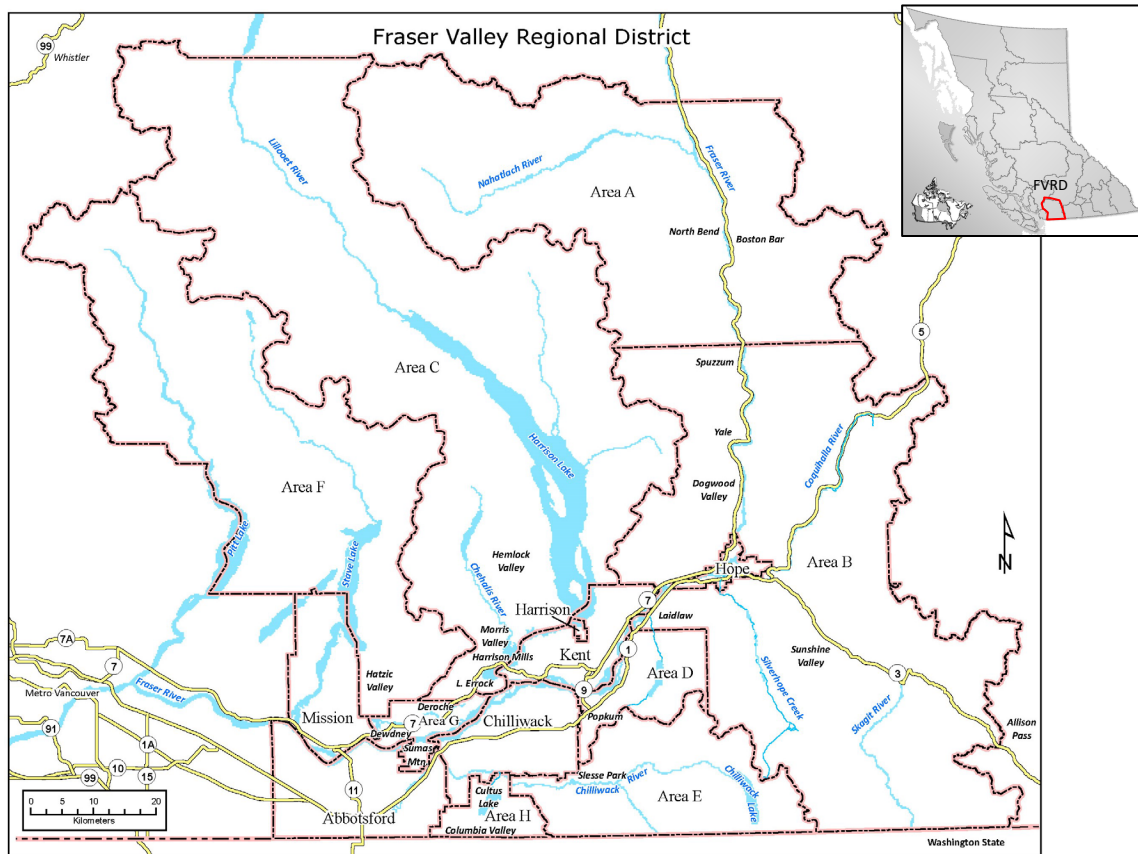 Fraser Valley Regional District
99
Whistler
FVRD
Lillooet River
Nahatlach River
Fraser River
Area A
North Bend
Boston Bar
5
Area C
Spuzzum
Harrison Lake
Yale
Coquihalla River
Dogwood
Valley
Area F
Pitt Lake
Stave Lake
Hemlock
Valley
Chehalis River
N
Hope
Area B
Harrison
7
Laidlaw
Morris
Valley
Kent
1
Sunshine
Valley
7A
7
Harrison Mills
Hatzic
Valley
L. Errock
9
Area D
Silverhope Creek
3
Metro Vancouver
Fraser River
Deroche
Skagit River
Mission
7
Area G
Chilliwack
Popkum
Allison
Pass
91
Dewdney
1A
Sumas
Mtn.
99
10
15
11
Slesse Park
Chilliwack River
Chilliwack Lake
Cultus
Lake
Area E
0 5 10 20
Kilometers
Abbotsford
Area H
Columbia Valley
Washington State